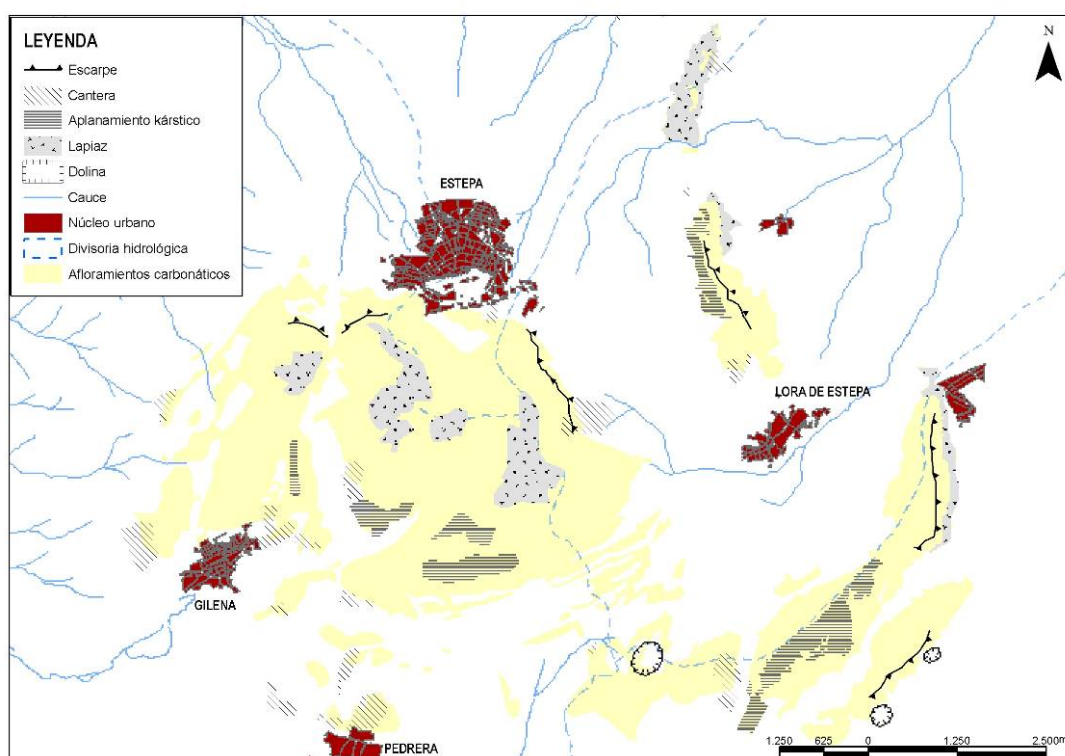 LEYENDA
Escarpe
Cantera
Aplanamiento kárstico
Lapiaz
Dolina
Cauce
Núcleo urbano
Divisoria hidrológica
Afloramientos carbonáticos
N
ESTEPA
LORA DE ESTEPA
GILENA
PEDRERA
1.250 625 0 1.250 2.500m